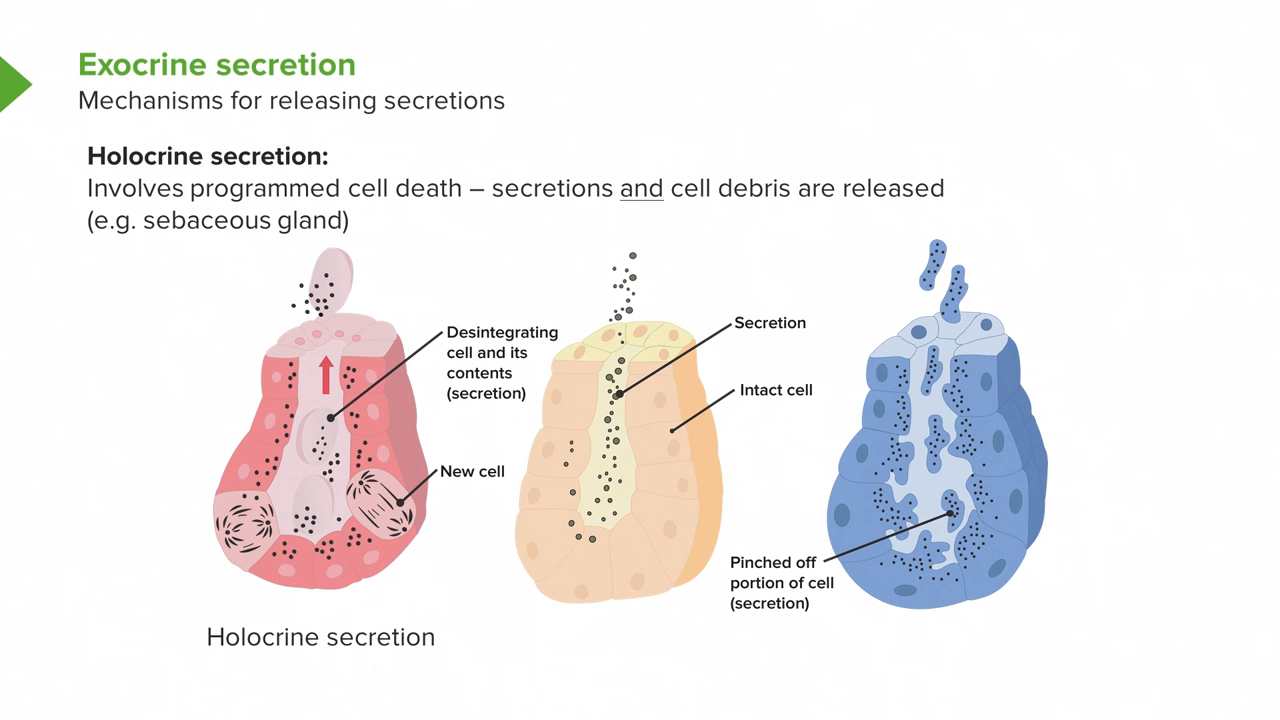 Exocrine secretion
Mechanisms for releasing secretions
Holocrine secretion:
Involves programmed cell death – secretions and cell debris are released
(e.g. sebaceous gland)
Desintegrating
cell and its
contents
(secretion)
New cell
Secretion
Intact cell
Pinched off
portion of cell
(secretion)
Holocrine secretion